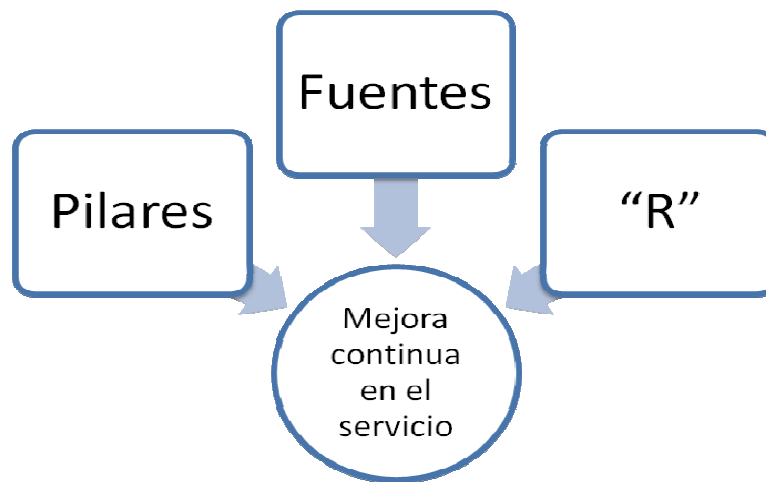 Fuentes
Pilares
“R”
Mejora
continua
en el
servicio